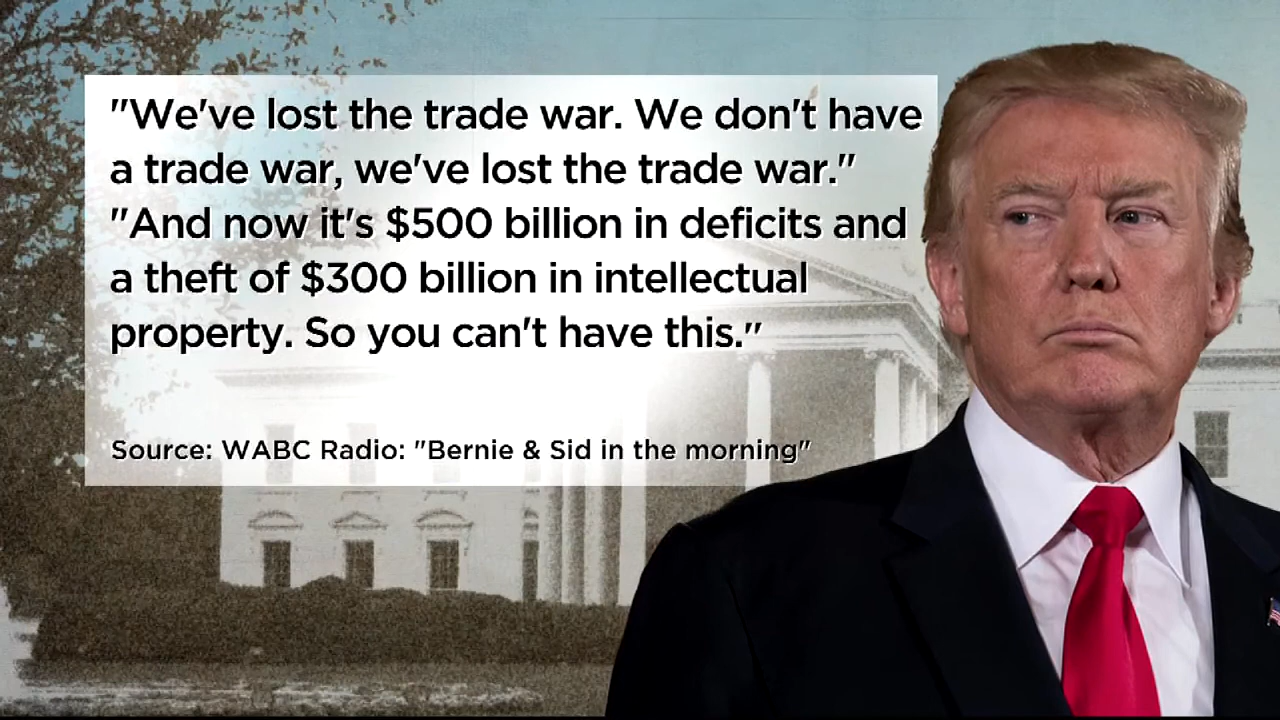 "We've lost the trade war. We don't have
a trade war, we've lost the trade war."
"And now it's $500 billion in deficits and
a theft of $300 billion in intellectual
property. So you can't have this."
Source: WABC Radio: "Bernie & Sid in the morning"